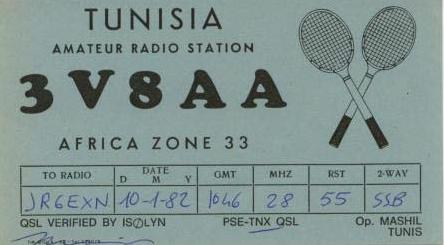 TUNISIA
AMATEUR RADIO STATION
3V8AA
AFRICA ZONE 33
TO RADIO D DATE M Y GMT MHZ RST 2-WAY
JR6EXN 10-1-82 1046 28 55 SSB
QSL VERIFIED BY ISØLYN PSE-TNX QSL Op. MASHIL
TUNIS